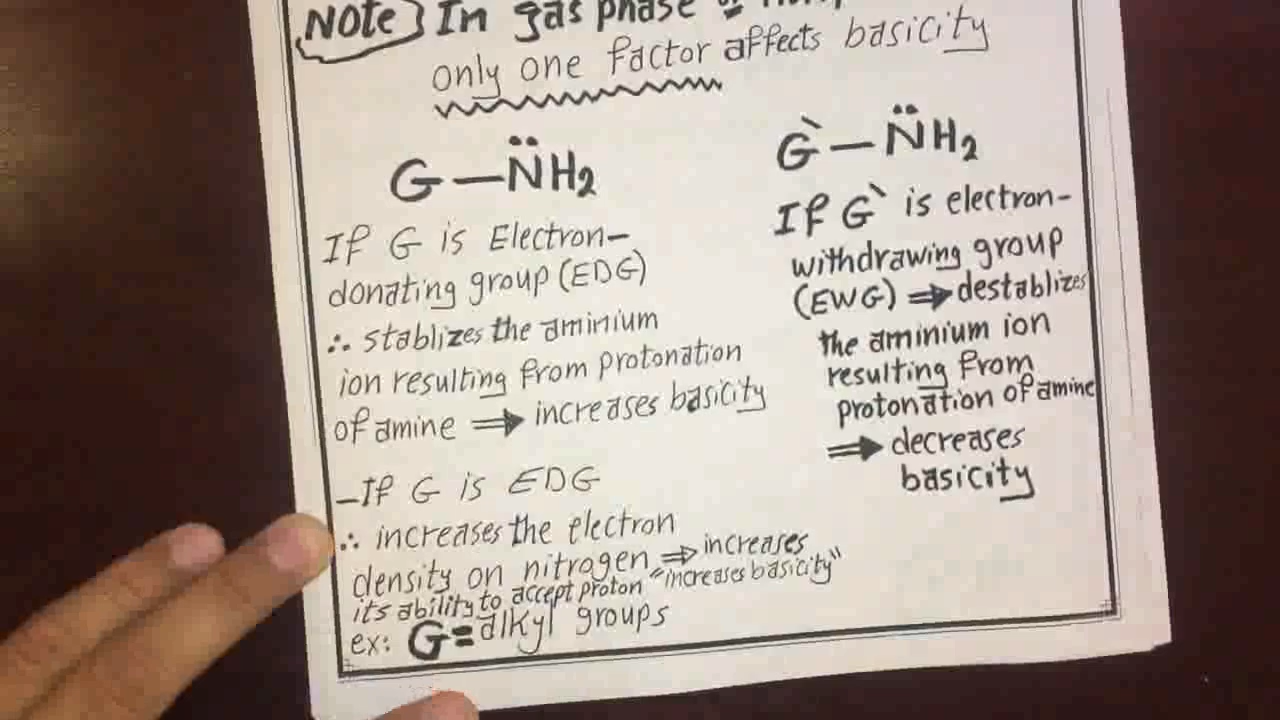 Note} In gas phase
only one factor affects basicity
G—N̈H₂
If G is Electron–
donating group (EDG)
∴ stablizes the aminium
ion resulting from protonation
of amine ⇒ increases basicity
–If G is EDG
∴ increases the electron
density on nitrogen ⇒ increases
its ability to accept proton "increases basicity"
ex: G = alkyl groups
G`—N̈H₂
If G` is electron–
withdrawing group
(EWG) ⇒ destablizes
the aminium ion
resulting from
protonation of amine
⇒ decreases
basicity